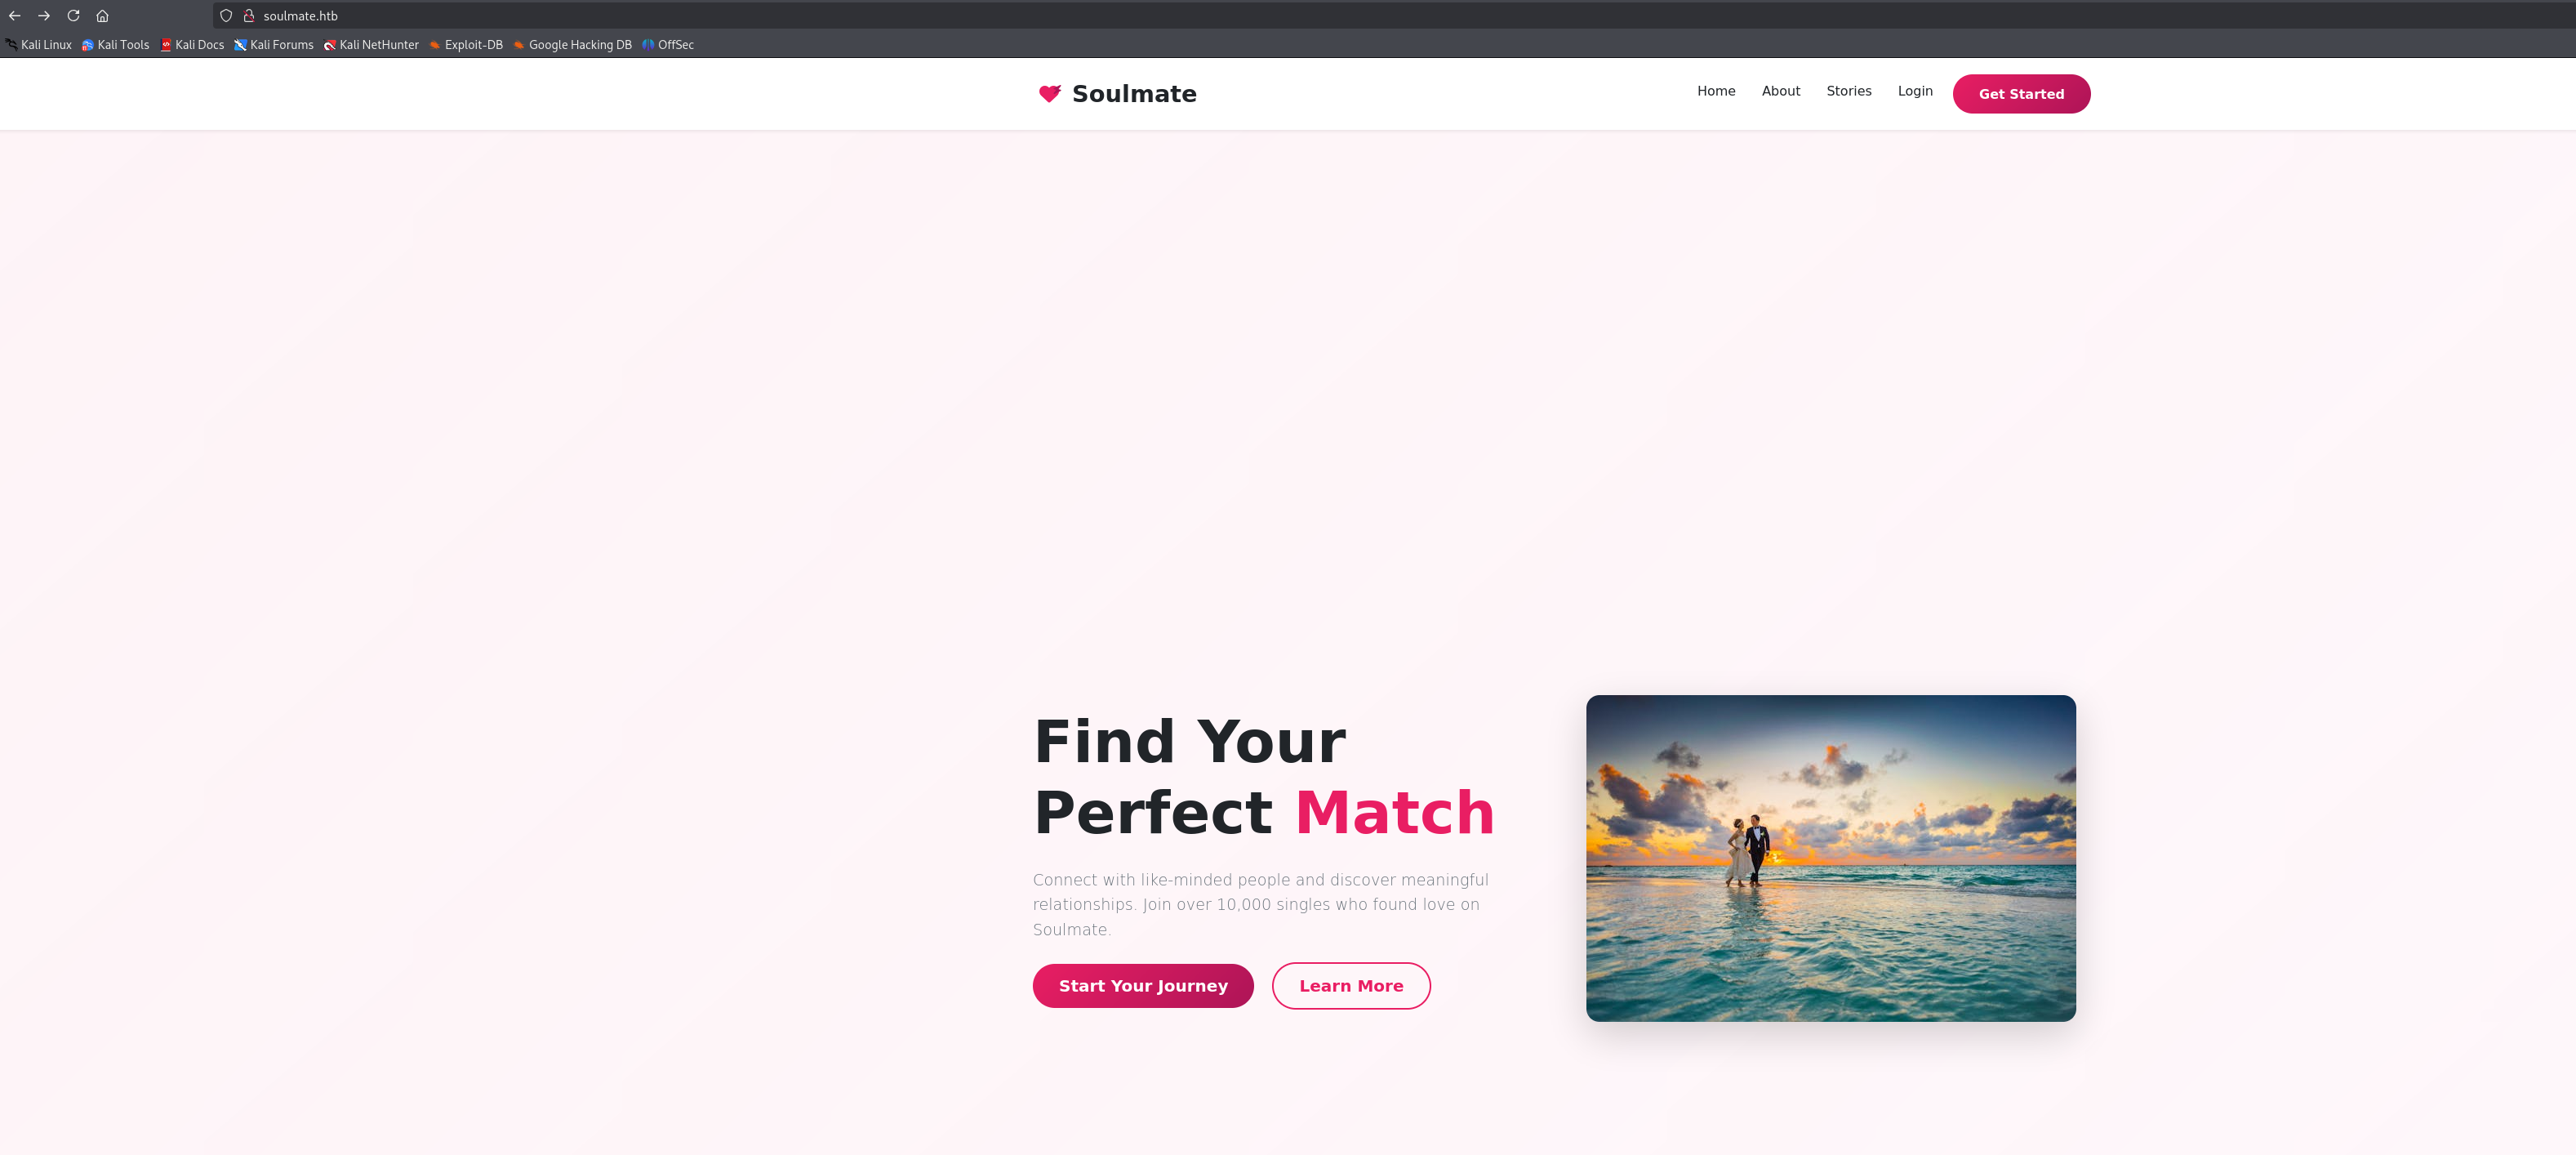 soulmate.htb
Kali Linux Kali Tools Kali Docs Kali Forums Kali NetHunter Exploit-DB Google Hacking DB OffSec
Soulmate Home About Stories Login Get Started
Find Your
Perfect Match
Connect with like-minded people and discover meaningful
relationships. Join over 10,000 singles who found love on
Soulmate.
Start Your Journey Learn More